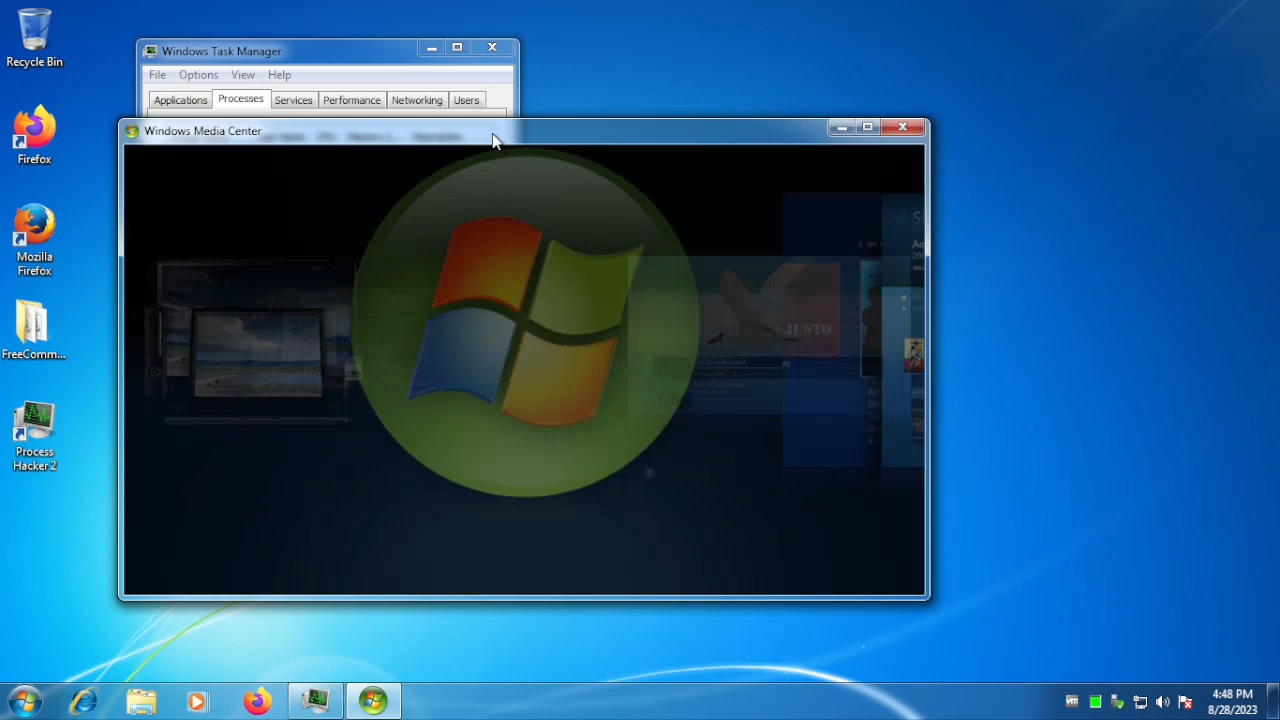 Recycle Bin
Firefox
Mozilla
Firefox
FreeComm...
Process
Hacker 2
Windows Task Manager
File Options View Help
Applications Processes Services Performance Networking Users
Windows Media Center
JUSTO
®
4:48 PM
8/28/2023